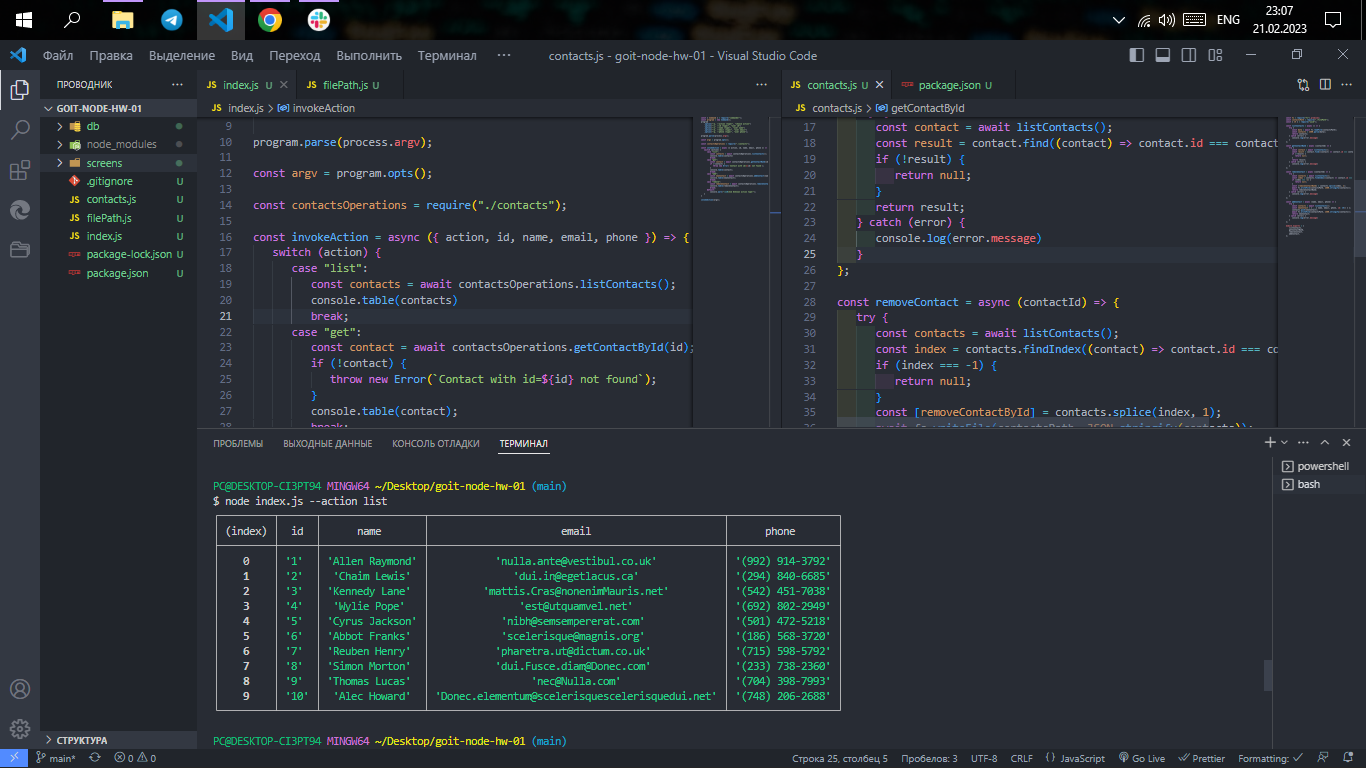 ENG
23:07
21.02.2023
Файл Правка Выделение Вид Переход Выполнить Терминал ···
contacts.js - goit-node-hw-01 - Visual Studio Code
ПРОВОДНИК ···
GOIT-NODE-HW-01
db
node_modules
screens
.gitignore U
JS contacts.js U
JS filePath.js U
JS index.js U
package-lock.json U
package.json U
СТРУКТУРА
JS index.js U
JS filePath.js U
JS index.js > invokeAction
9
10 program.parse(process.argv);
11
12 const argv = program.opts();
13
14 const contactsOperations = require("./contacts");
15
16 const invokeAction = async ({ action, id, name, email, phone }) => {
17 switch (action) {
18 case "list":
19 const contacts = await contactsOperations.listContacts();
20 console.table(contacts)
21 break;
22 case "get":
23 const contact = await contactsOperations.getContactById(id);
24 if (!contact) {
25 throw new Error(`Contact with id=${id} not found`);
26 }
27 console.table(contact);
28 break;
JS contacts.js U
package.json U
JS contacts.js > getContactById
17 const contact = await listContacts();
18 const result = contact.find((contact) => contact.id === contact
19 if (!result) {
20 return null;
21 }
22 return result;
23 } catch (error) {
24 console.log(error.message)
25 }
26 };
27
28 const removeContact = async (contactId) => {
29 try {
30 const contacts = await listContacts();
31 const index = contacts.findIndex((contact) => contact.id === co
32 if (index === -1) {
33 return null;
34 }
35 const [removeContactById] = contacts.splice(index, 1);
36 await fs.writeFile(contactsPath, JSON.stringify(contacts));
ПРОБЛЕМЫ ВЫХОДНЫЕ ДАННЫЕ КОНСОЛЬ ОТЛАДКИ ТЕРМИНАЛ
powershell
bash
PC@DESKTOP-CI3PT94 MINGW64 ~/Desktop/goit-node-hw-01 (main)
$ node index.js --action list
(index) id name email phone
0 '1' 'Allen Raymond' 'nulla.ante@vestibul.co.uk' '(992) 914-3792'
1 '2' 'Chaim Lewis' 'dui.in@egetlacus.ca' '(294) 840-6685'
2 '3' 'Kennedy Lane' 'mattis.Cras@nonenimMauris.net' '(542) 451-7038'
3 '4' 'Wylie Pope' 'est@utquamvel.net' '(692) 802-2949'
4 '5' 'Cyrus Jackson' 'nibh@semsempererat.com' '(501) 472-5218'
5 '6' 'Abbot Franks' 'scelerisque@magnis.org' '(186) 568-3720'
6 '7' 'Reuben Henry' 'pharetra.ut@dictum.co.uk' '(715) 598-5792'
7 '8' 'Simon Morton' 'dui.Fusce.diam@Donec.com' '(233) 738-2360'
8 '9' 'Thomas Lucas' 'nec@Nulla.com' '(704) 398-7993'
9 '10' 'Alec Howard' 'Donec.elementum@scelerisquescelerisquedui.net' '(748) 206-2688'
PC@DESKTOP-CI3PT94 MINGW64 ~/Desktop/goit-node-hw-01 (main)
main* 0 0 Строка 25, столбец 5 Пробелов: 3 UTF-8 CRLF {} JavaScript Go Live Prettier Formatting: